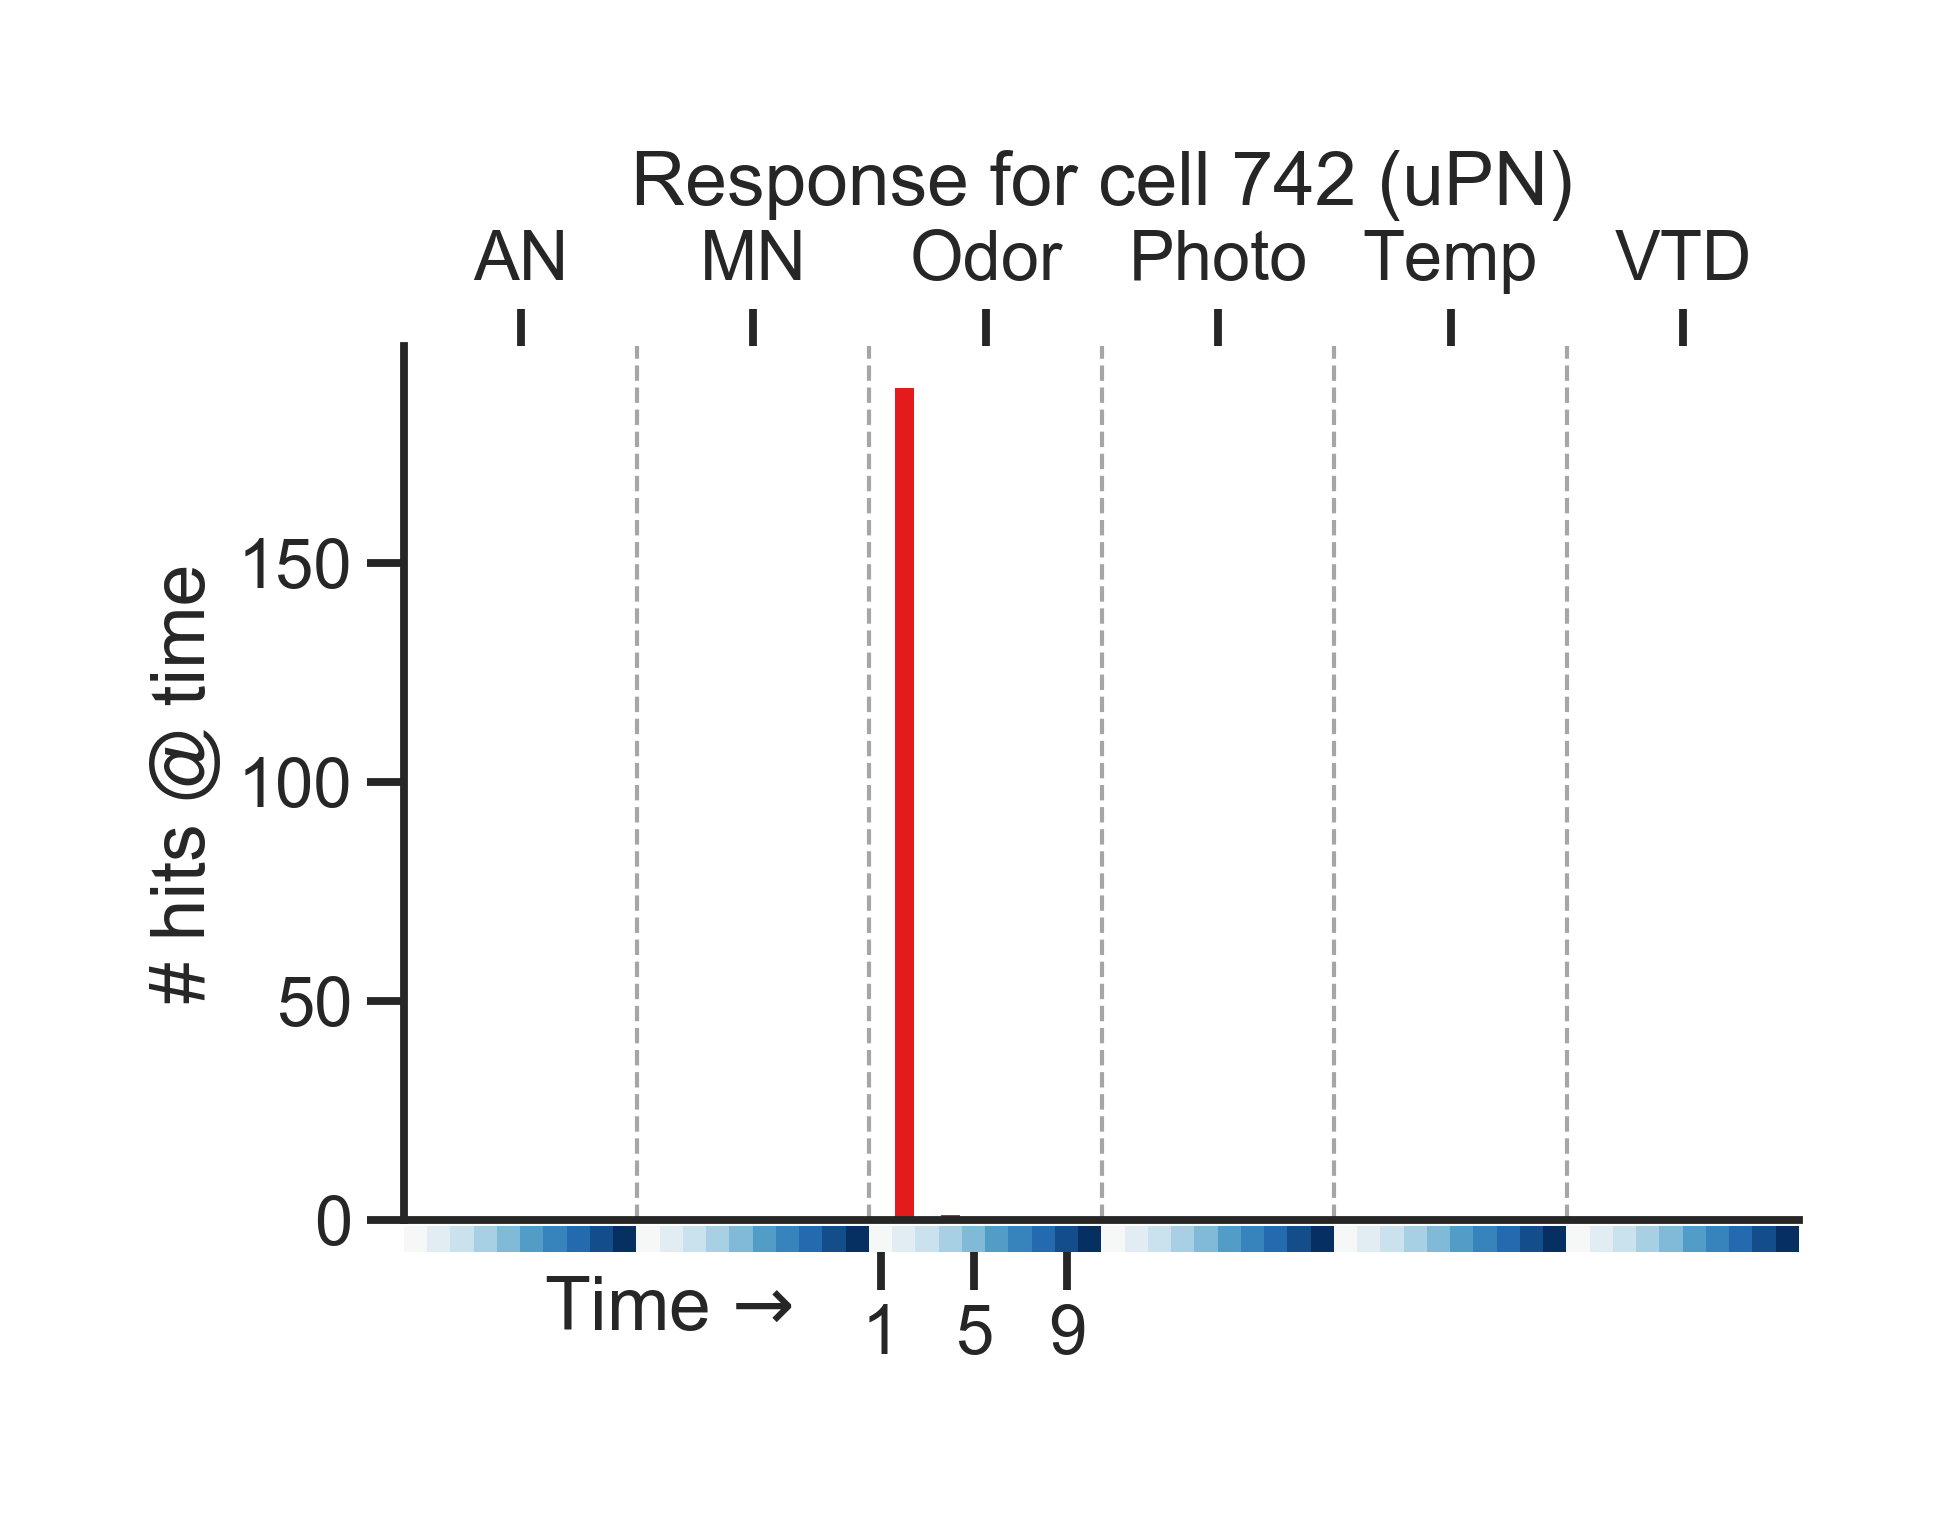 Response for cell 742 (uPN)
AN MN Odor Photo Temp VTD
# hits @ time
150
100
50
0
Time →
1 5 9